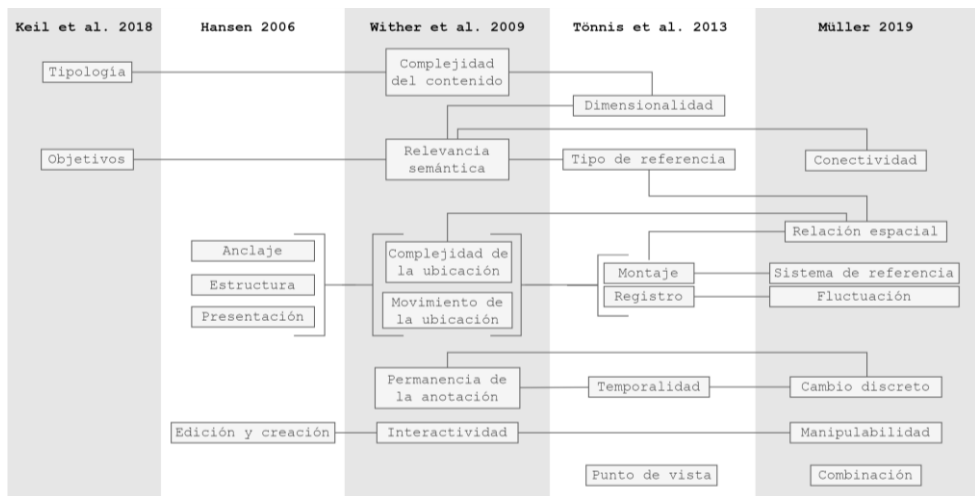 Keil et al. 2018
Hansen 2006
Wither et al. 2009
Tönnis et al. 2013
Müller 2019
Tipología
Complejidad
del contenido
Dimensionalidad
Objetivos
Relevancia
semántica
Tipo de referencia
Conectividad
Relación espacial
Anclaje
Estructura
Presentación
Complejidad de
la ubicación
Movimiento de
la ubicación
Montaje
Registro
Sistema de referencia
Fluctuación
Permanencia de
la anotación
Temporalidad
Cambio discreto
Edición y creación
Interactividad
Manipulabilidad
Punto de vista
Combinación